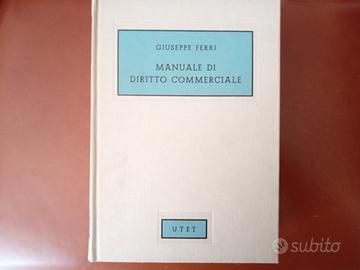 GIUSEPPE FERRI
MANUALE DI
DIRITTO COMMERCIALE
UTET
subito